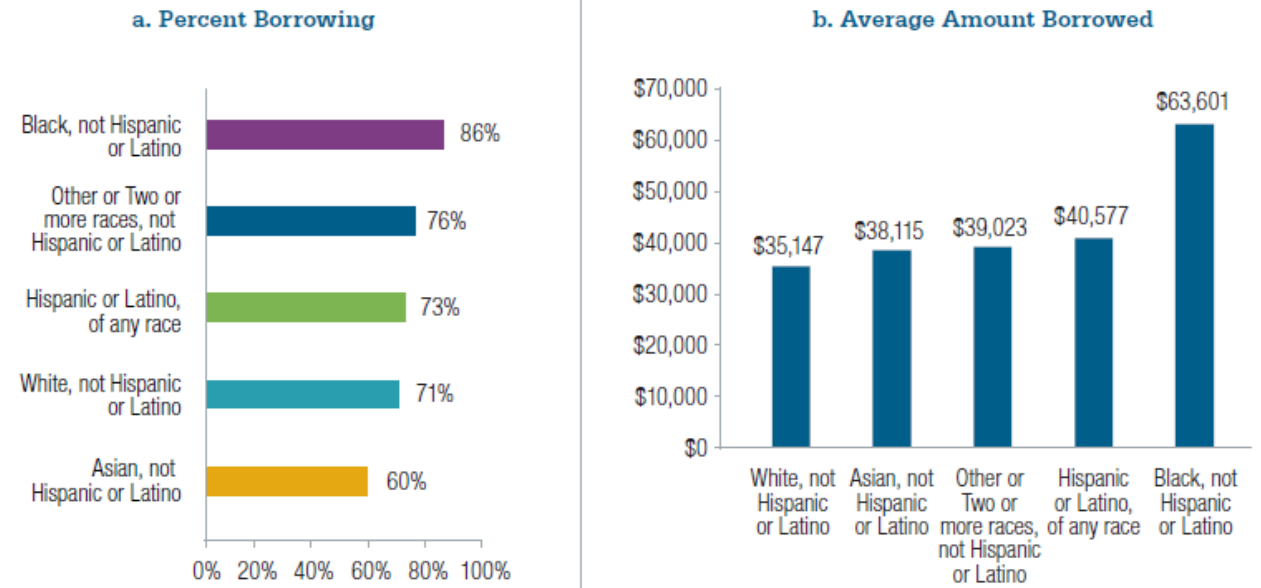 a. Percent Borrowing
Black, not Hispanic
or Latino
86%
Other or Two or
more races, not
Hispanic or Latino
76%
Hispanic or Latino,
of any race
73%
White, not Hispanic
or Latino
71%
Asian, not
Hispanic or Latino
60%
0% 20% 40% 60% 80% 100%
b. Average Amount Borrowed
$70,000
$60,000
$50,000
$40,000
$30,000
$20,000
$10,000
$0
$35,147
$38,115
$39,023
$40,577
$63,601
White, not
Hispanic
or Latino
Asian, not
Hispanic
or Latino
Other or
Two or
more races,
not Hispanic
or Latino
Hispanic
or Latino,
of any race
Black, not
Hispanic
or Latino